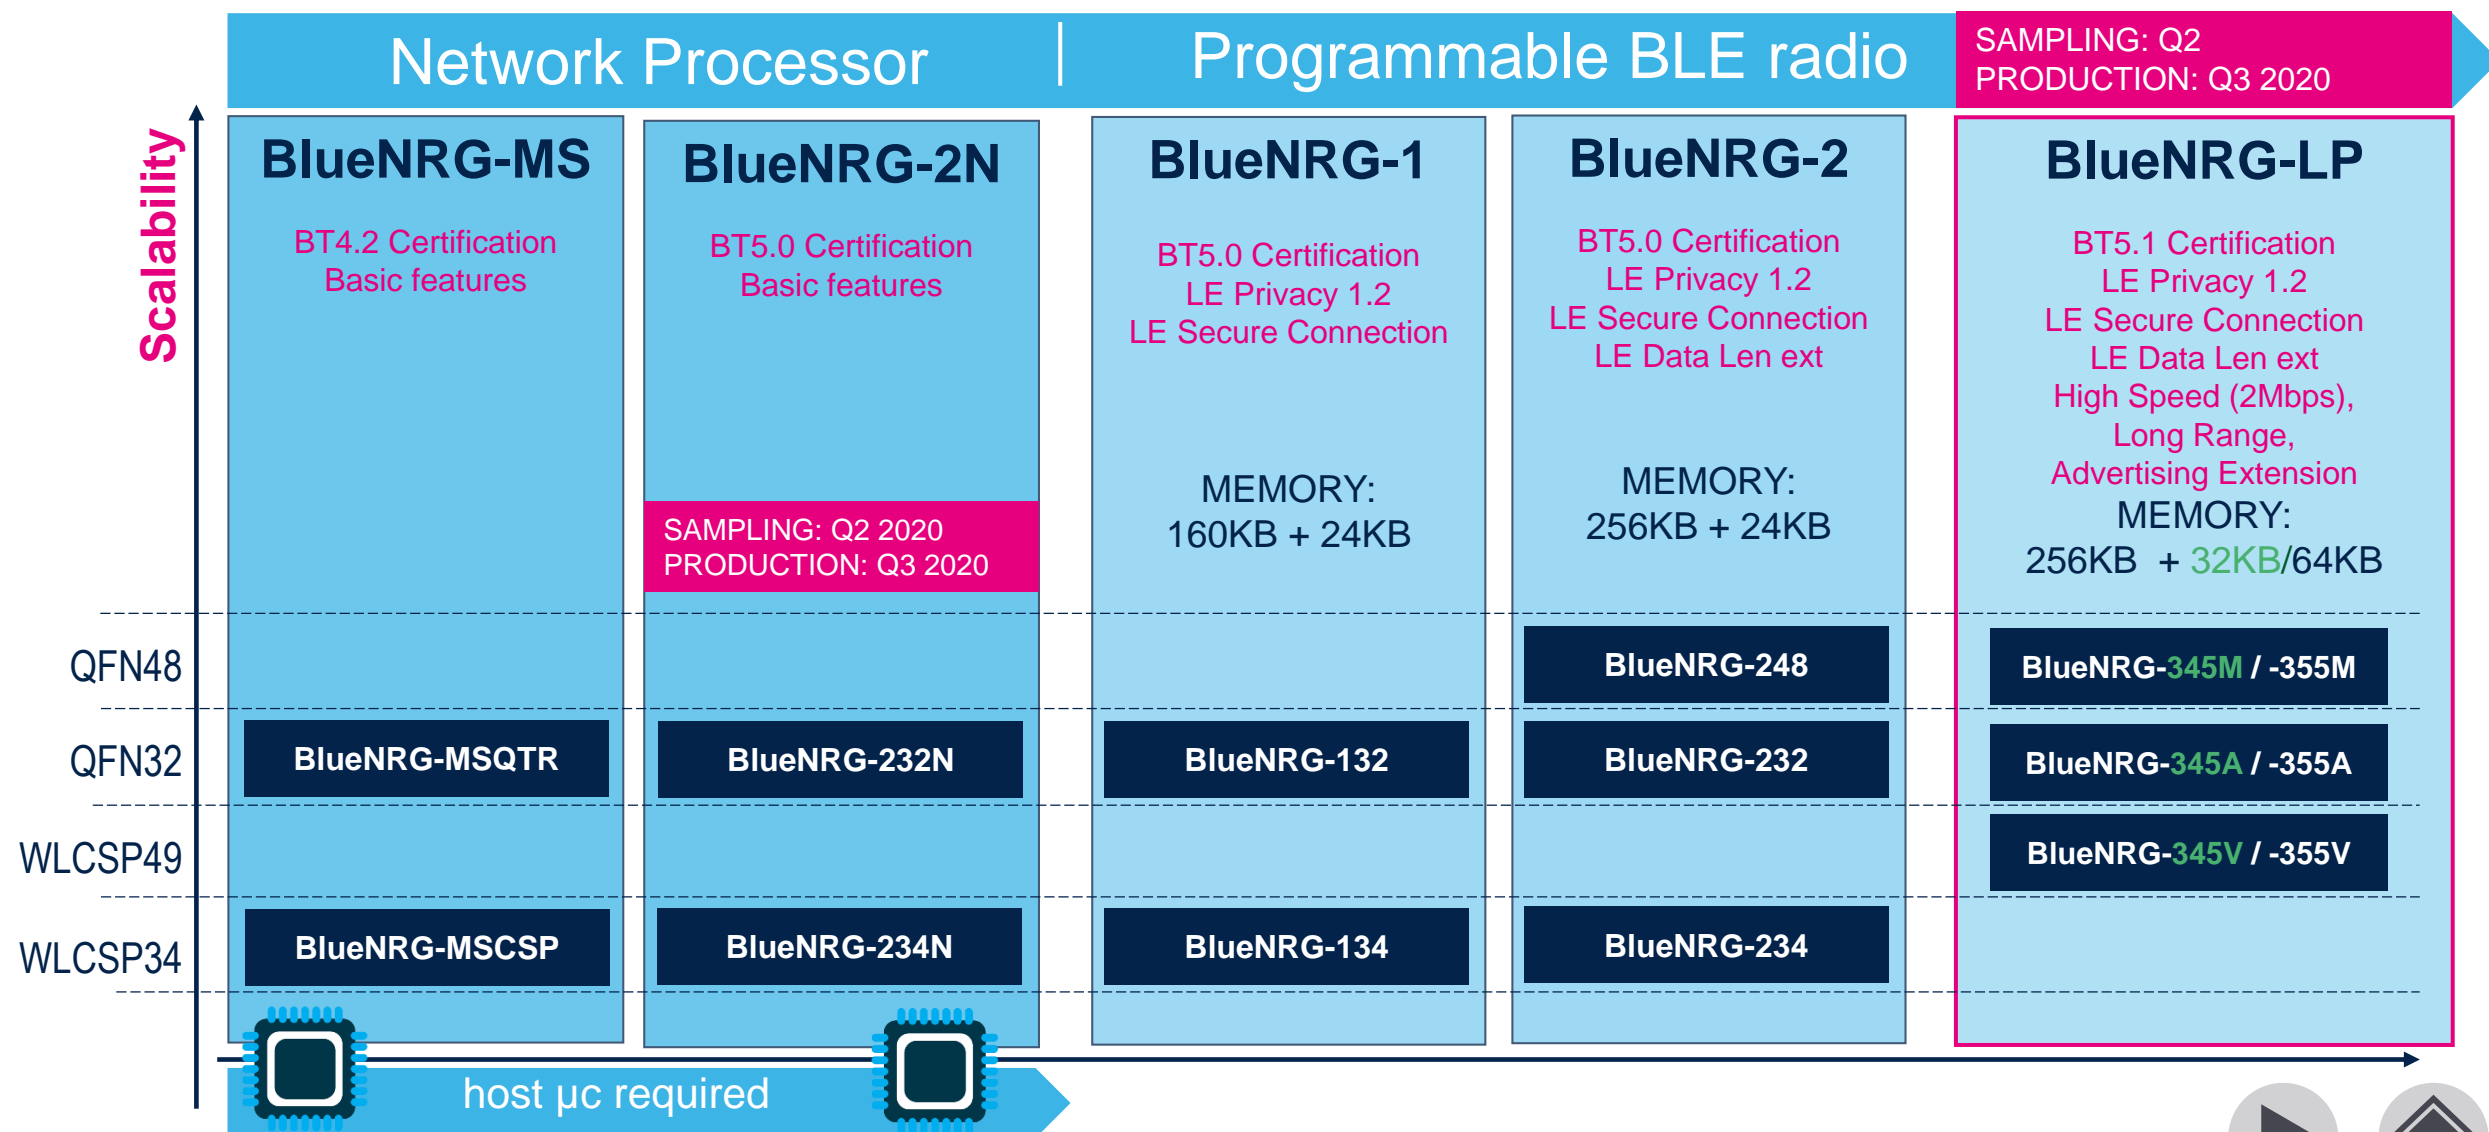 Network Processor
Programmable BLE radio
SAMPLING: Q2
PRODUCTION: Q3 2020
Scalability
BlueNRG-MS
BT4.2 Certification
Basic features
BlueNRG-2N
BT5.0 Certification
Basic features
SAMPLING: Q2 2020
PRODUCTION: Q3 2020
BlueNRG-1
BT5.0 Certification
LE Privacy 1.2
LE Secure Connection
MEMORY:
160KB + 24KB
BlueNRG-2
BT5.0 Certification
LE Privacy 1.2
LE Secure Connection
LE Data Len ext
MEMORY:
256KB + 24KB
BlueNRG-LP
BT5.1 Certification
LE Privacy 1.2
LE Secure Connection
LE Data Len ext
High Speed (2Mbps),
Long Range,
Advertising Extension
MEMORY:
256KB + 32KB/64KB
QFN48
BlueNRG-248
BlueNRG-345M / -355M
QFN32
BlueNRG-MSQTR
BlueNRG-232N
BlueNRG-132
BlueNRG-232
BlueNRG-345A / -355A
WLCSP49
BlueNRG-345V / -355V
WLCSP34
BlueNRG-MSCSP
BlueNRG-234N
BlueNRG-134
BlueNRG-234
host µc required